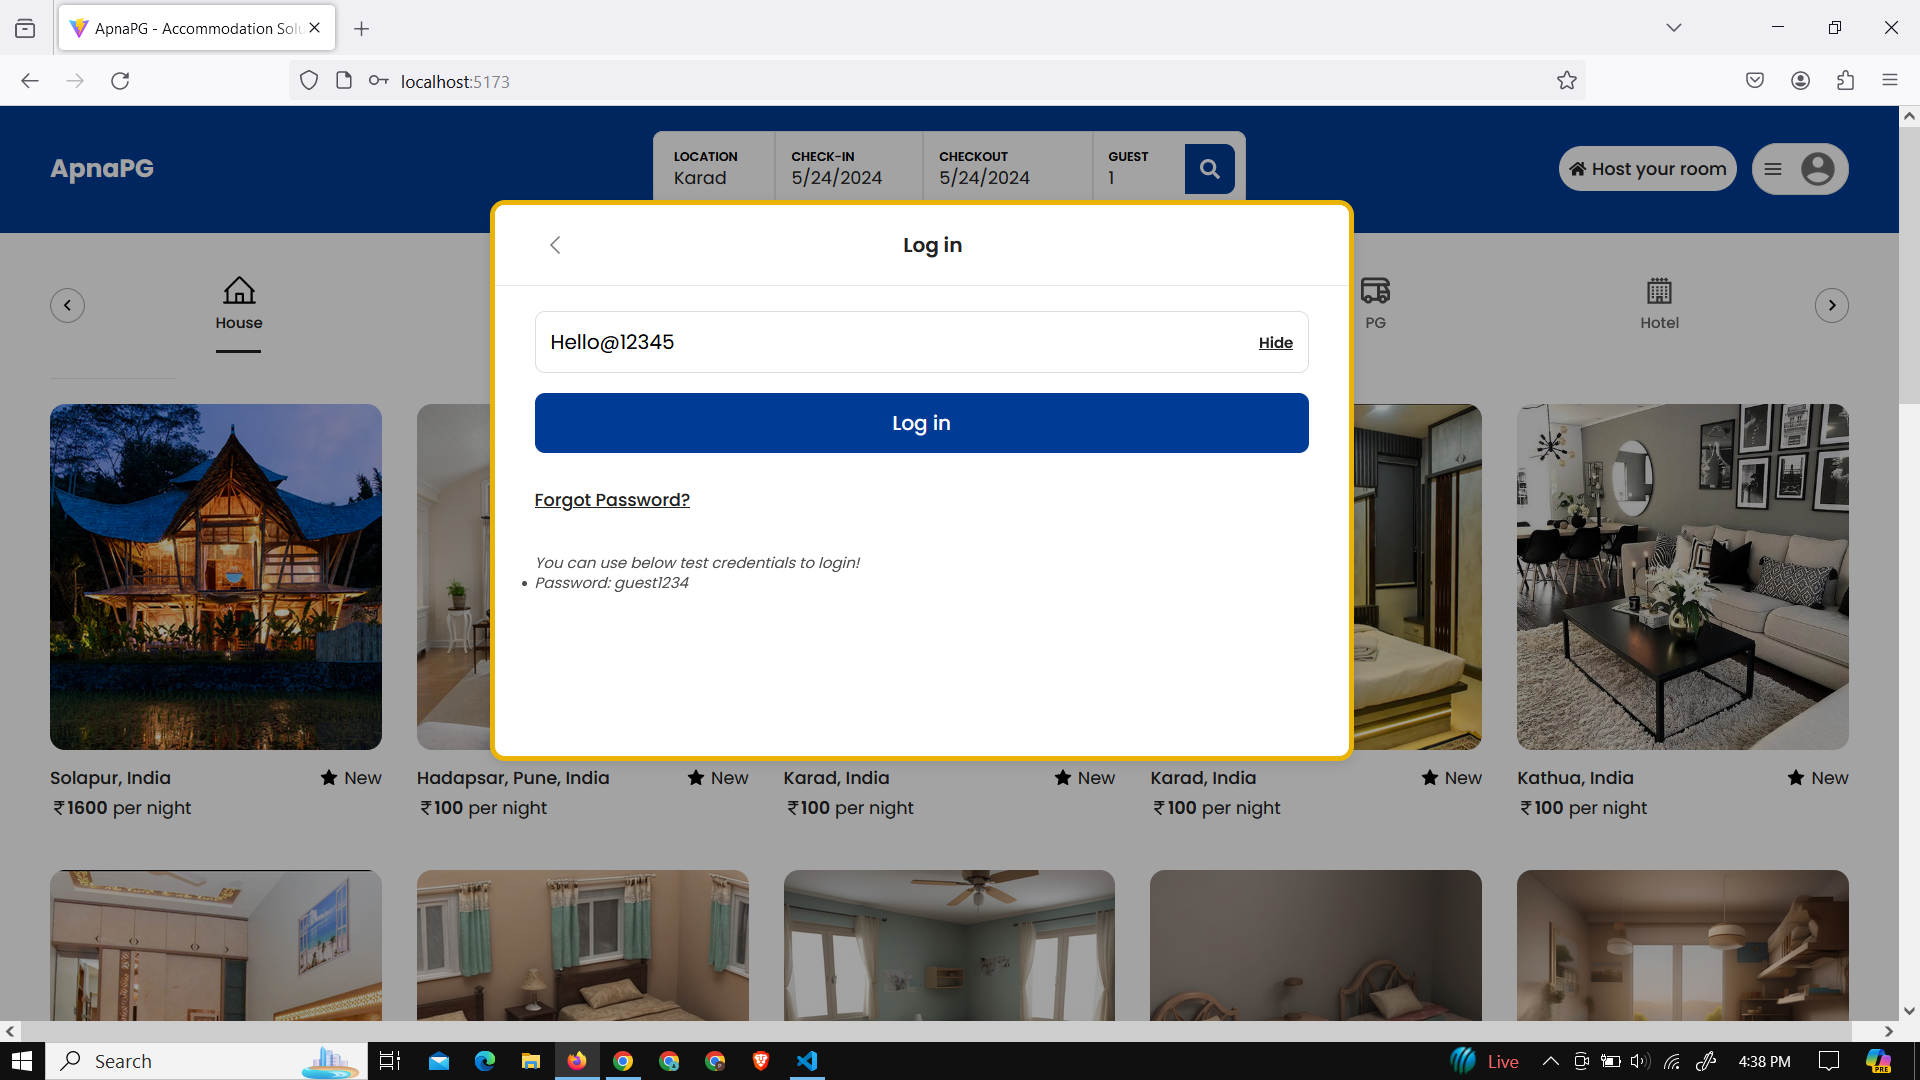 ApnaPG - Accommodation Solu
localhost:5173
ApnaPG
LOCATION
Karad
CHECK-IN
5/24/2024
CHECKOUT
5/24/2024
GUEST
1
Host your room
Log in
House
PG
Hotel
Hello@12345
Hide
Log in
Forgot Password?
You can use below test credentials to login!
• Password: guest1234
Solapur, India ★ New
₹1600 per night
Hadapsar, Pune, India ★ New
₹100 per night
Karad, India ★ New
₹100 per night
Karad, India ★ New
₹100 per night
Kathua, India ★ New
₹100 per night
Search
Live
4:38 PM
PRE